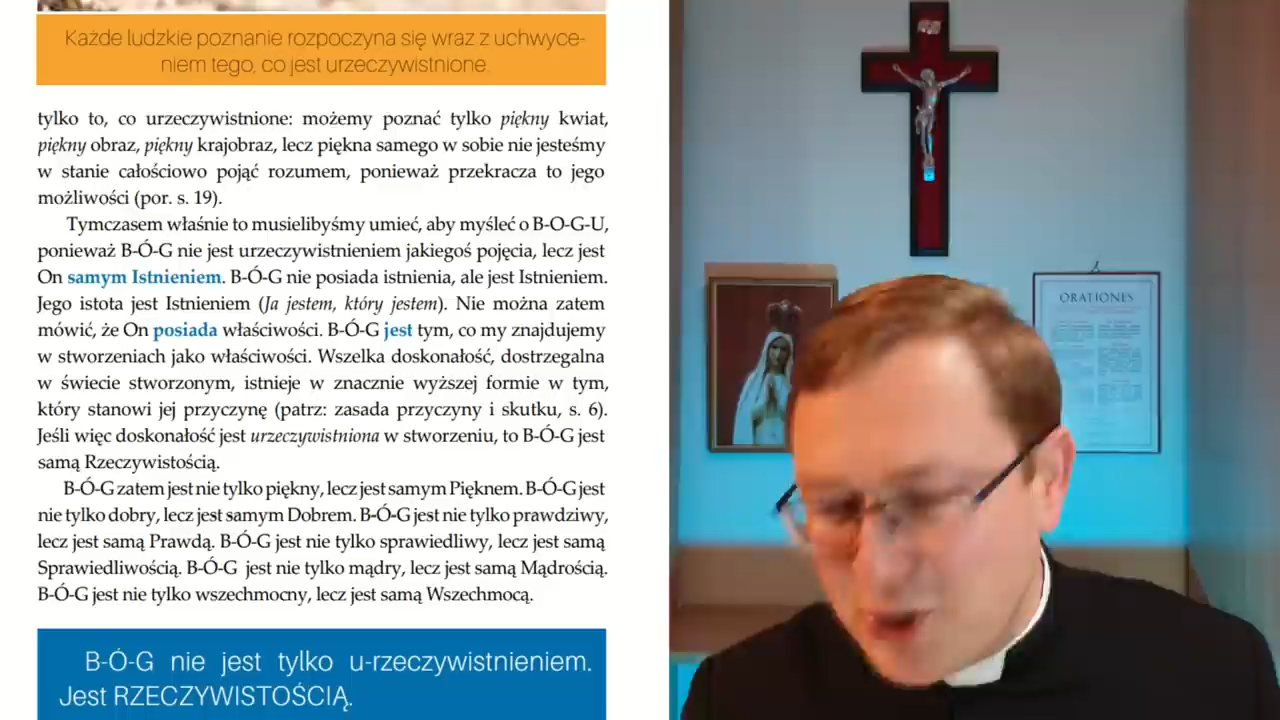 Każde ludzkie poznanie rozpoczyna się wraz z uchwyce-
niem tego, co jest urzeczywistnione.
tylko to, co urzeczywistnione: możemy poznać tylko piękny kwiat,
piękny obraz, piękny krajobraz, lecz piękna samego w sobie nie jesteśmy
w stanie całościowo pojąć rozumem, ponieważ przekracza to jego
możliwości (por. s. 19).
Tymczasem właśnie to musielibyśmy umieć, aby myśleć o B-O-G-U,
ponieważ B-Ó-G nie jest urzeczywistnieniem jakiegoś pojęcia, lecz jest
On samym Istnieniem. B-Ó-G nie posiada istnienia, ale jest Istnieniem.
Jego istota jest Istnieniem (Ja jestem, który jestem). Nie można zatem
mówić, że On posiada właściwości. B-Ó-G jest tym, co my znajdujemy
w stworzeniach jako właściwości. Wszelka doskonałość, dostrzegalna
w świecie stworzonym, istnieje w znacznie wyższej formie w tym,
który stanowi jej przyczynę (patrz: zasada przyczyny i skutku, s. 6).
Jeśli więc doskonałość jest urzeczywistniona w stworzeniu, to B-Ó-G jest
samą Rzeczywistością.
B-Ó-G zatem jest nie tylko piękny, lecz jest samym Pięknem. B-Ó-G jest
nie tylko dobry, lecz jest samym Dobrem. B-Ó-G jest nie tylko prawdziwy,
lecz jest samą Prawdą. B-Ó-G jest nie tylko sprawiedliwy, lecz jest samą
Sprawiedliwością. B-Ó-G jest nie tylko mądry, lecz jest samą Mądrością.
B-Ó-G jest nie tylko wszechmocny, lecz jest samą Wszechmocą.
B-Ó-G nie jest tylko u-rzeczywistnieniem.
Jest RZECZYWISTOŚCIĄ.
ORATIONES